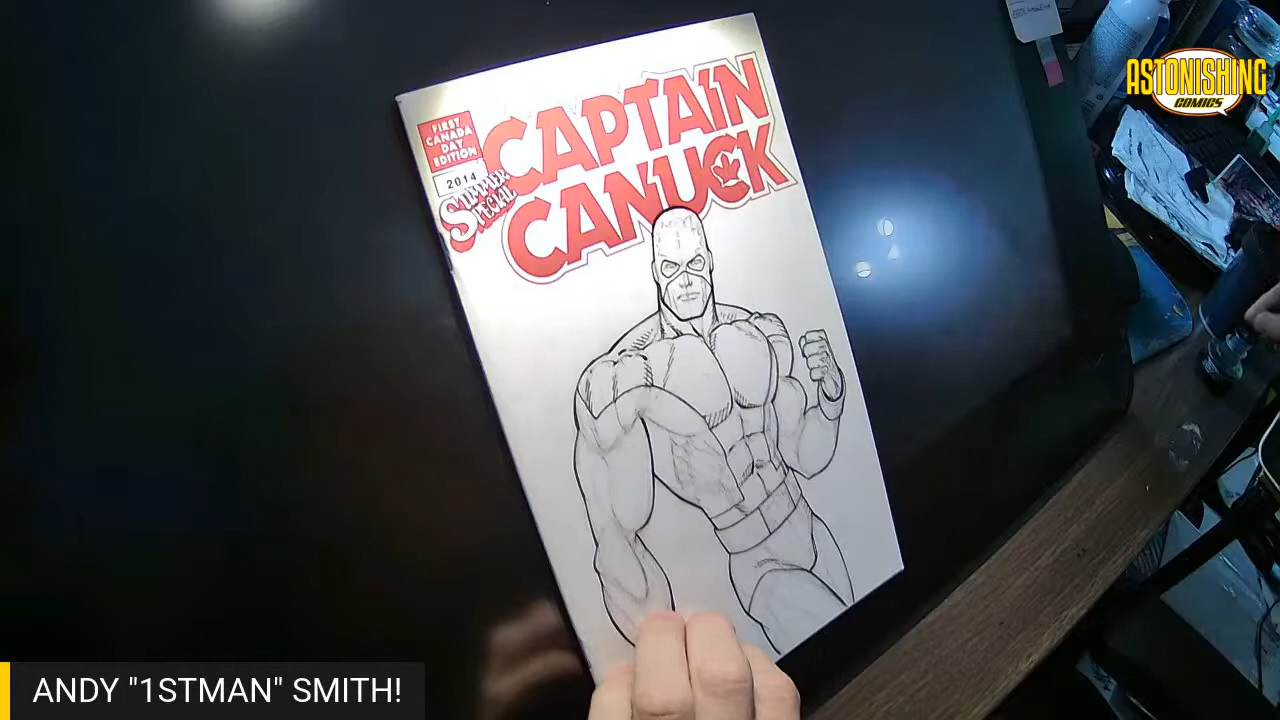 FIRST
CANADA
DAY
EDITION
2014
SUMMER
SPECIAL
CAPTAIN
CANUCK
ASTONISHING
COMICS
ANDY "1STMAN" SMITH!